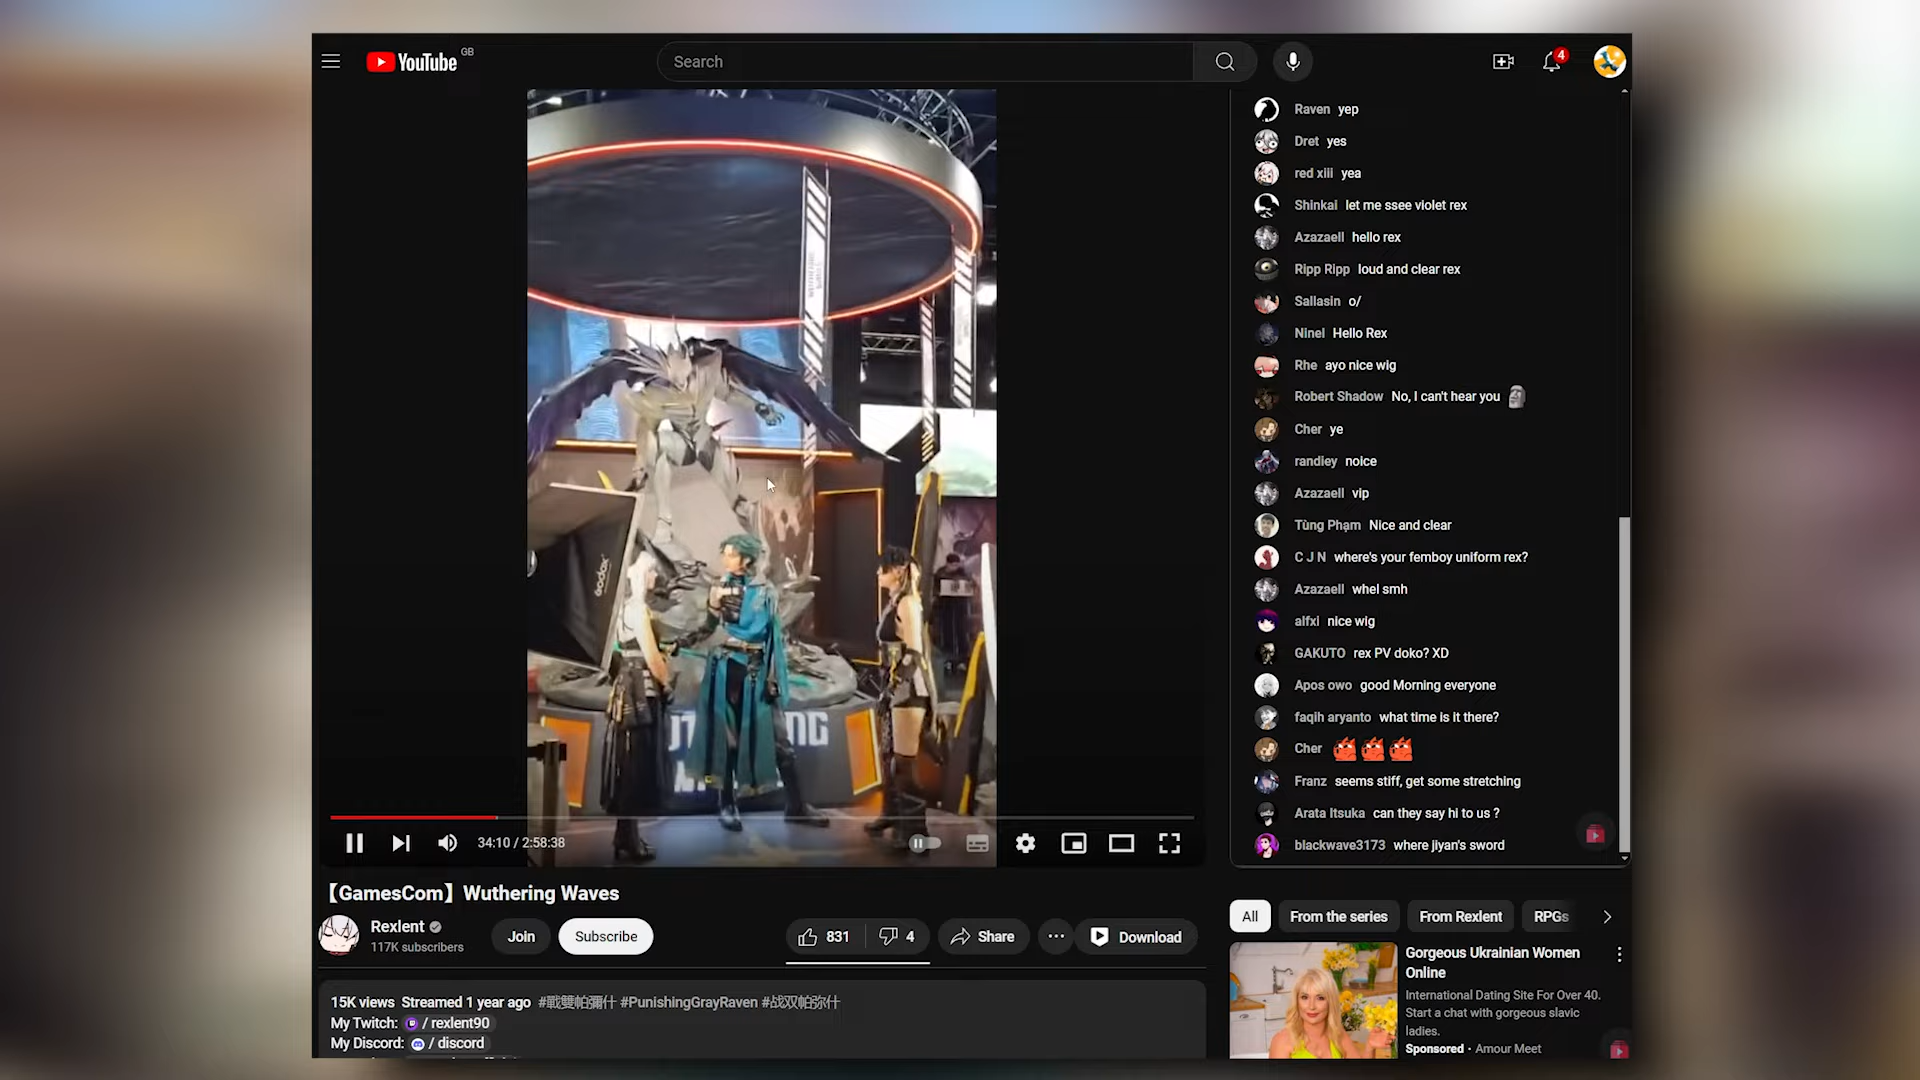 YouTube GB
Search
4
Raven yep
Dret yes
red xiii yea
Shinkai let me ssee violet rex
Azazaell hello rex
Ripp Ripp loud and clear rex
Sallasin o/
Ninel Hello Rex
Rhe ayo nice wig
Robert Shadow No, I can't hear you
Cher ye
randiey noice
Azazaell vip
Tùng Phạm Nice and clear
C J N where's your femboy uniform rex?
Azazaell whel smh
alfxi nice wig
GAKUTO rex PV doko? XD
Apos owo good Morning everyone
faqih aryanto what time is it there?
Cher
Franz seems stiff, get some stretching
Arata Itsuka can they say hi to us ?
blackwave3173 where jiyan's sword
Godox
34:10 / 2:58:38
【GamesCom】Wuthering Waves
Rexlent
117K subscribers
Join
Subscribe
831
4
Share
Download
15K views Streamed 1 year ago #戰雙帕彌什 #PunishingGrayRaven #战双帕弥什
My Twitch: / rexlent90
My Discord: / discord
All
From the series
From Rexlent
RPGs
Gorgeous Ukrainian Women
Online
International Dating Site For Over 40.
Start a chat with gorgeous slavic
ladies.
Sponsored · Amour Meet